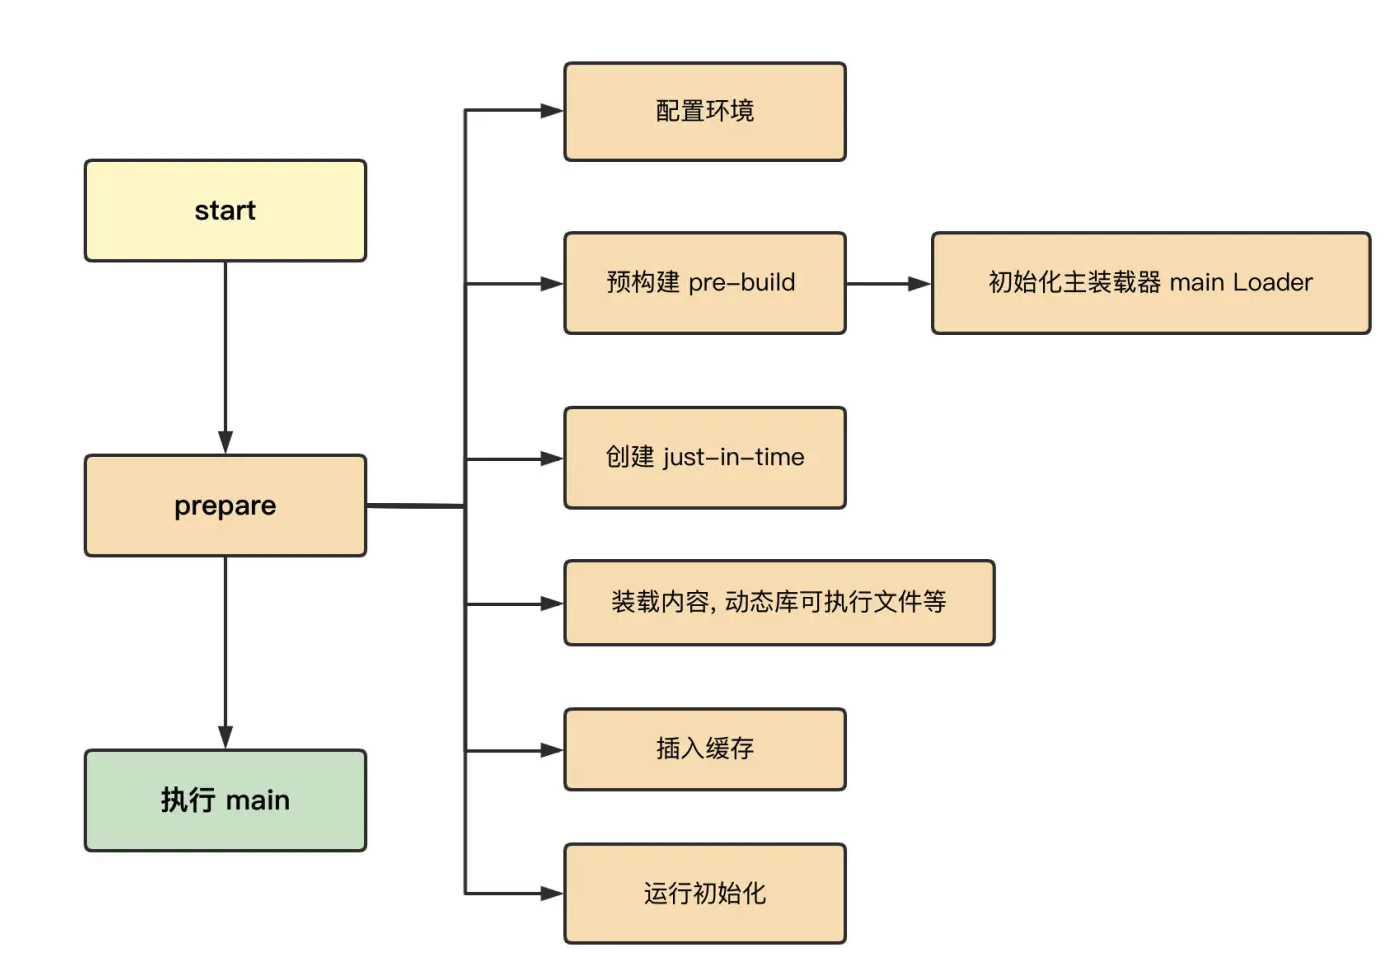 start
prepare
执行 main
配置环境
预构建 pre-build
初始化主装载器 main Loader
创建 just-in-time
装载内容, 动态库可执行文件等
插入缓存
运行初始化